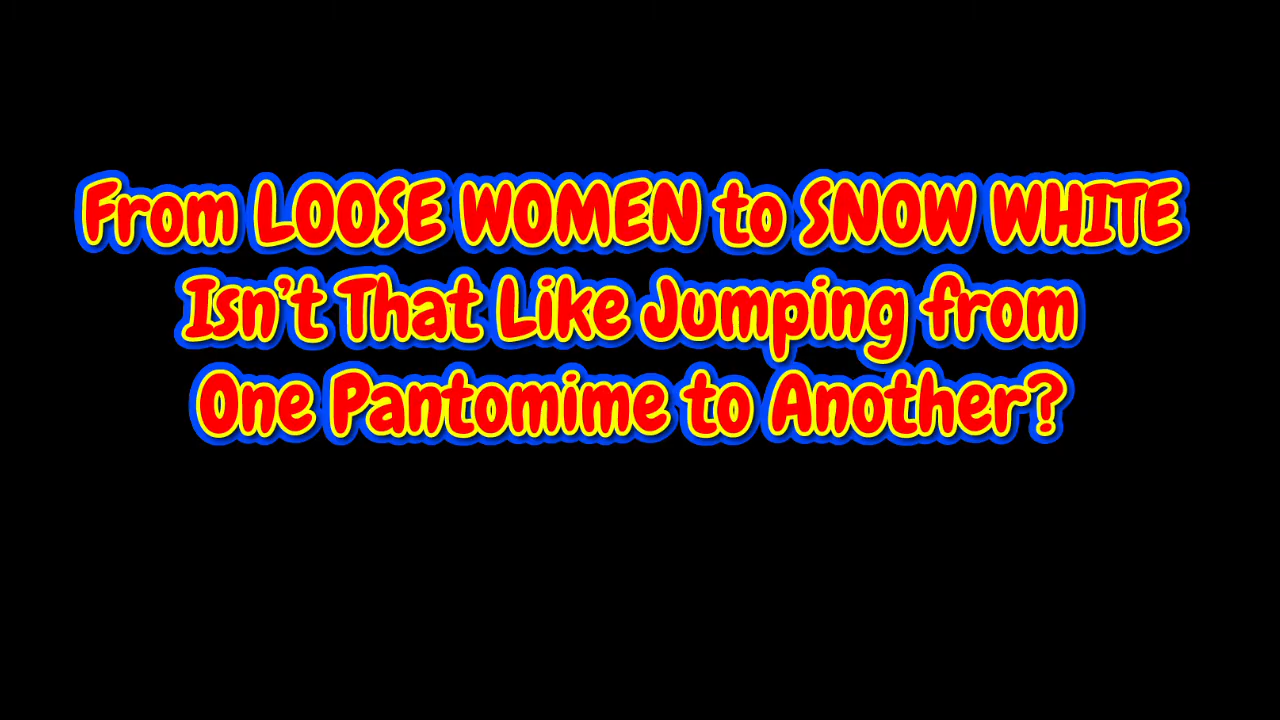 From LOOSE WOMEN to SNOW WHITE
Isn't That Like Jumping from
One Pantomime to Another?